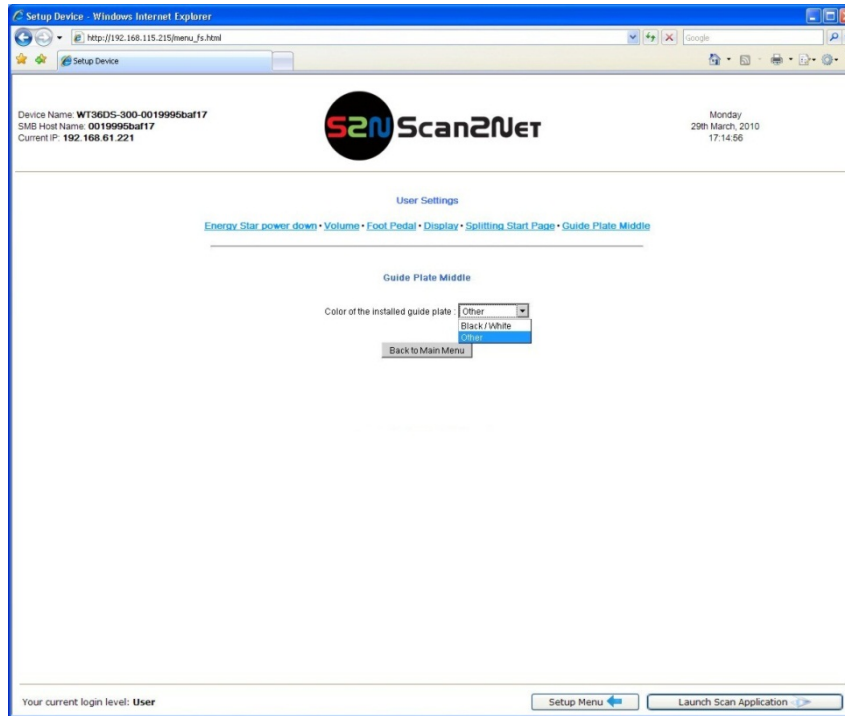 Setup Device - Windows Internet Explorer
http://192.168.115.215/menu_fs.html
Google
Setup Device
Device Name: WT36DS-300-0019995baf17
SMB Host Name: 0019995baf17
Current IP: 192.168.61.221
S2N Scan2Net
Monday
29th March, 2010
17:14:56
User Settings
Energy Star power down • Volume • Foot Pedal • Display • Splitting Start Page • Guide Plate Middle
Guide Plate Middle
Color of the installed guide plate : Other
Black / White
Other
Back to Main Menu
Your current login level: User
Setup Menu
Launch Scan Application